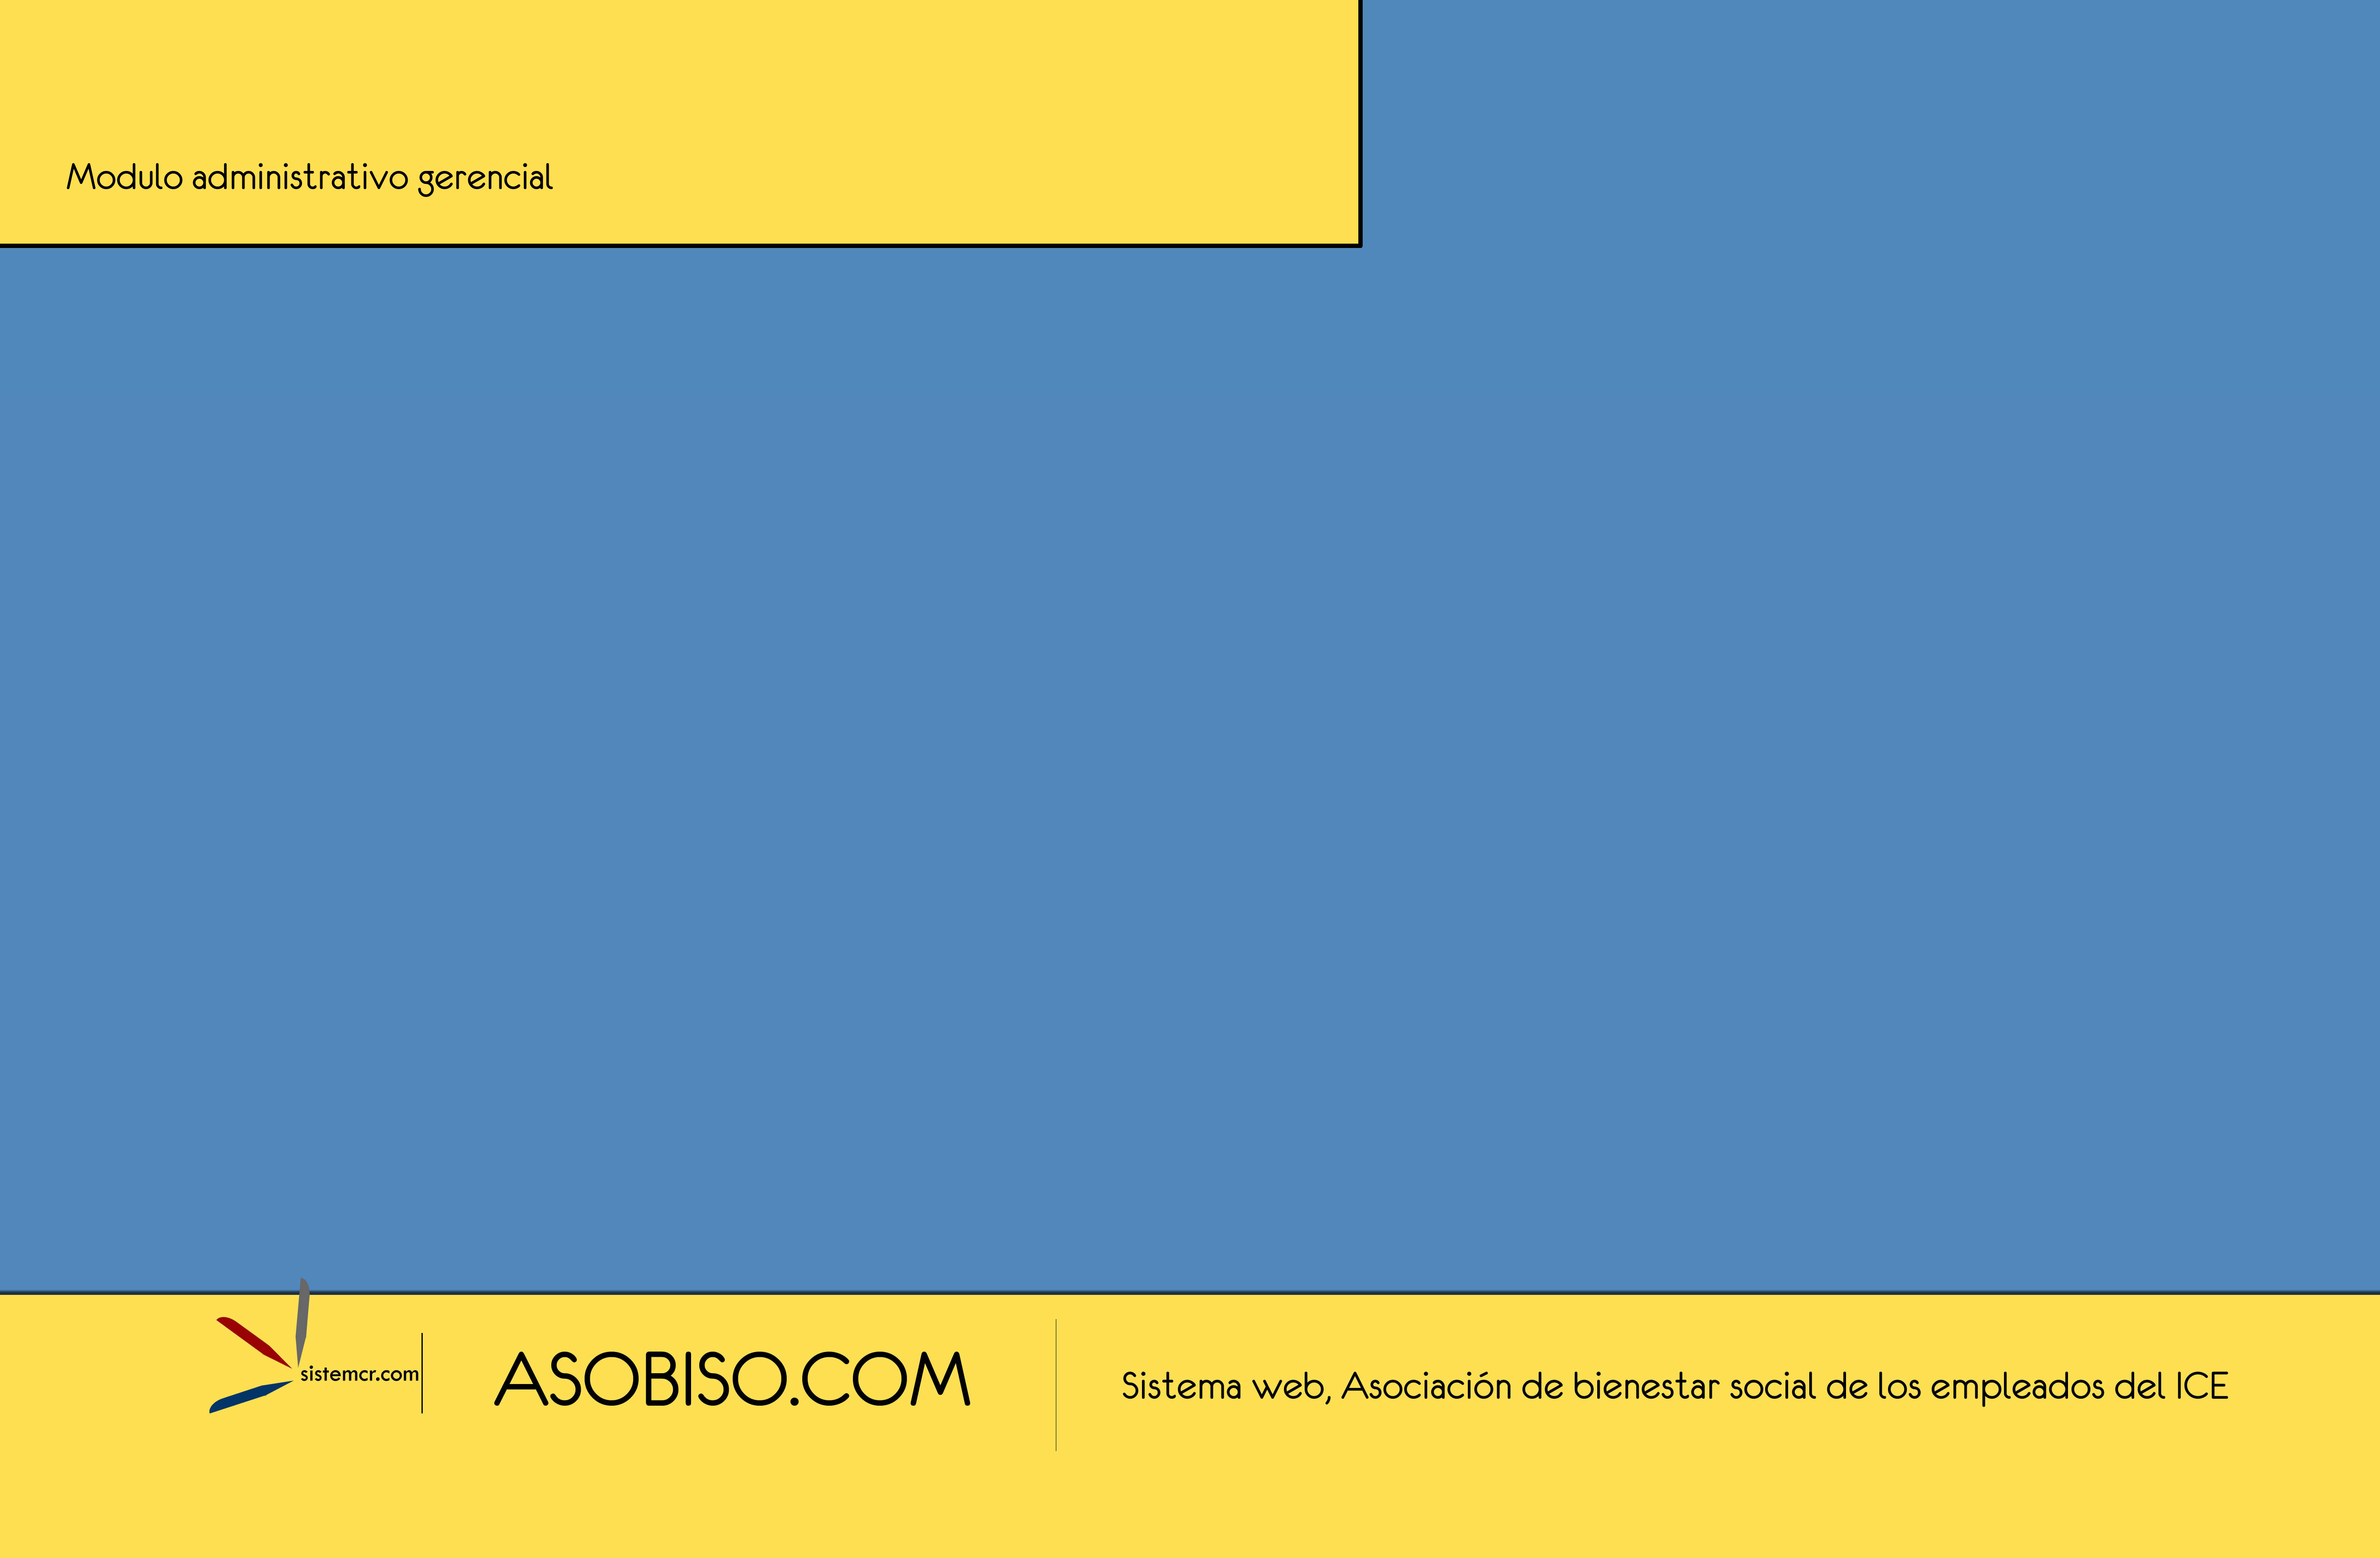 Modulo administrativo gerencial
sistemcr.com
ASOBISO.COM
Sistema web, Asociación de bienestar social de los empleados del ICE